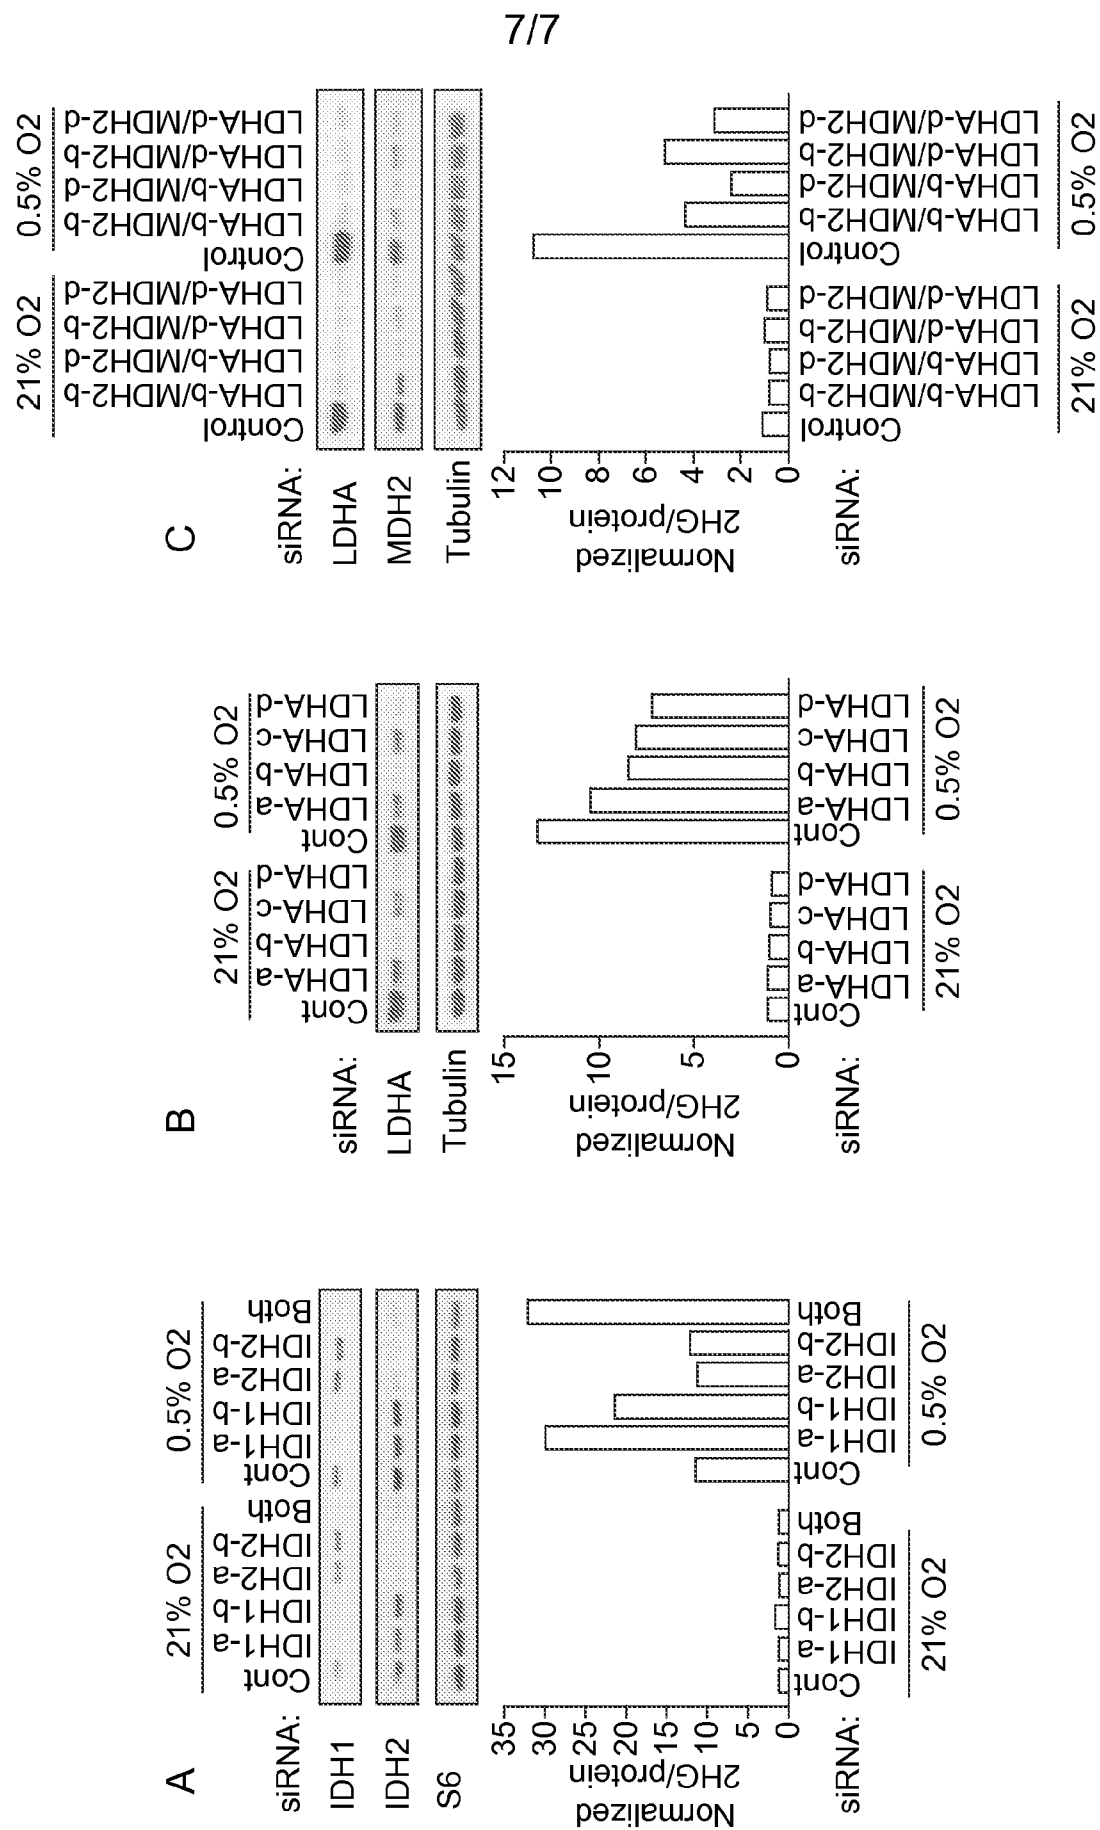 7/7
A
21% O2
0.5% O2
siRNA:
Cont
IDH1-a
IDH1-b
IDH2-a
IDH2-b
Both
Cont
IDH1-a
IDH1-b
IDH2-a
IDH2-b
Both
IDH1
IDH2
S6
Normalized
2HG/protein
35
30
25
20
15
10
5
0
siRNA:
Cont
IDH1-a
IDH1-b
IDH2-a
IDH2-b
Both
Cont
IDH1-a
IDH1-b
IDH2-a
IDH2-b
Both
21% O2
0.5% O2
B
21% O2
0.5% O2
siRNA:
Cont
LDHA-a
LDHA-b
LDHA-c
LDHA-d
Cont
LDHA-a
LDHA-b
LDHA-c
LDHA-d
LDHA
Tubulin
Normalized
2HG/protein
15
10
5
0
siRNA:
Cont
LDHA-a
LDHA-b
LDHA-c
LDHA-d
Cont
LDHA-a
LDHA-b
LDHA-c
LDHA-d
21% O2
0.5% O2
C
21% O2
0.5% O2
siRNA:
Control
LDHA-b/MDH2-b
LDHA-b/MDH2-d
LDHA-d/MDH2-b
LDHA-d/MDH2-d
Control
LDHA-b/MDH2-b
LDHA-b/MDH2-d
LDHA-d/MDH2-b
LDHA-d/MDH2-d
LDHA
MDH2
Tubulin
Normalized
2HG/protein
12
10
8
6
4
2
0
siRNA:
Control
LDHA-b/MDH2-b
LDHA-b/MDH2-d
LDHA-d/MDH2-b
LDHA-d/MDH2-d
Control
LDHA-b/MDH2-b
LDHA-b/MDH2-d
LDHA-d/MDH2-b
LDHA-d/MDH2-d
21% O2
0.5% O2